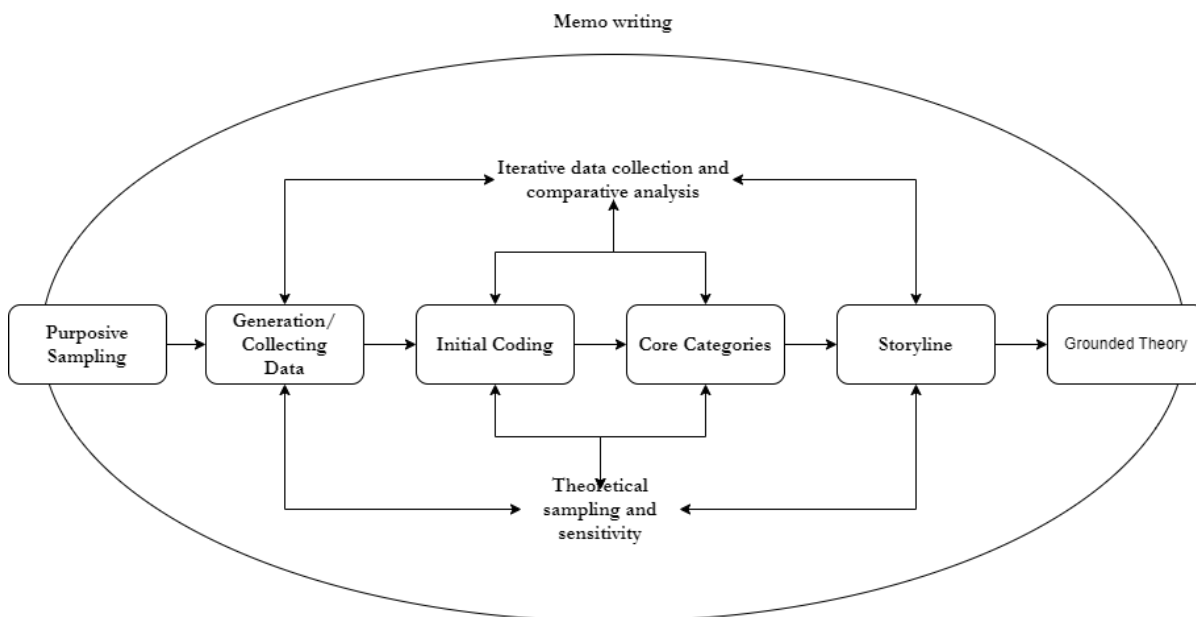 Memo writing
Iterative data collection and
comparative analysis
Purposive
Sampling
Generation/
Collecting
Data
Initial Coding
Core Categories
Storyline
Grounded Theory
Theoretical
sampling and
sensitivity